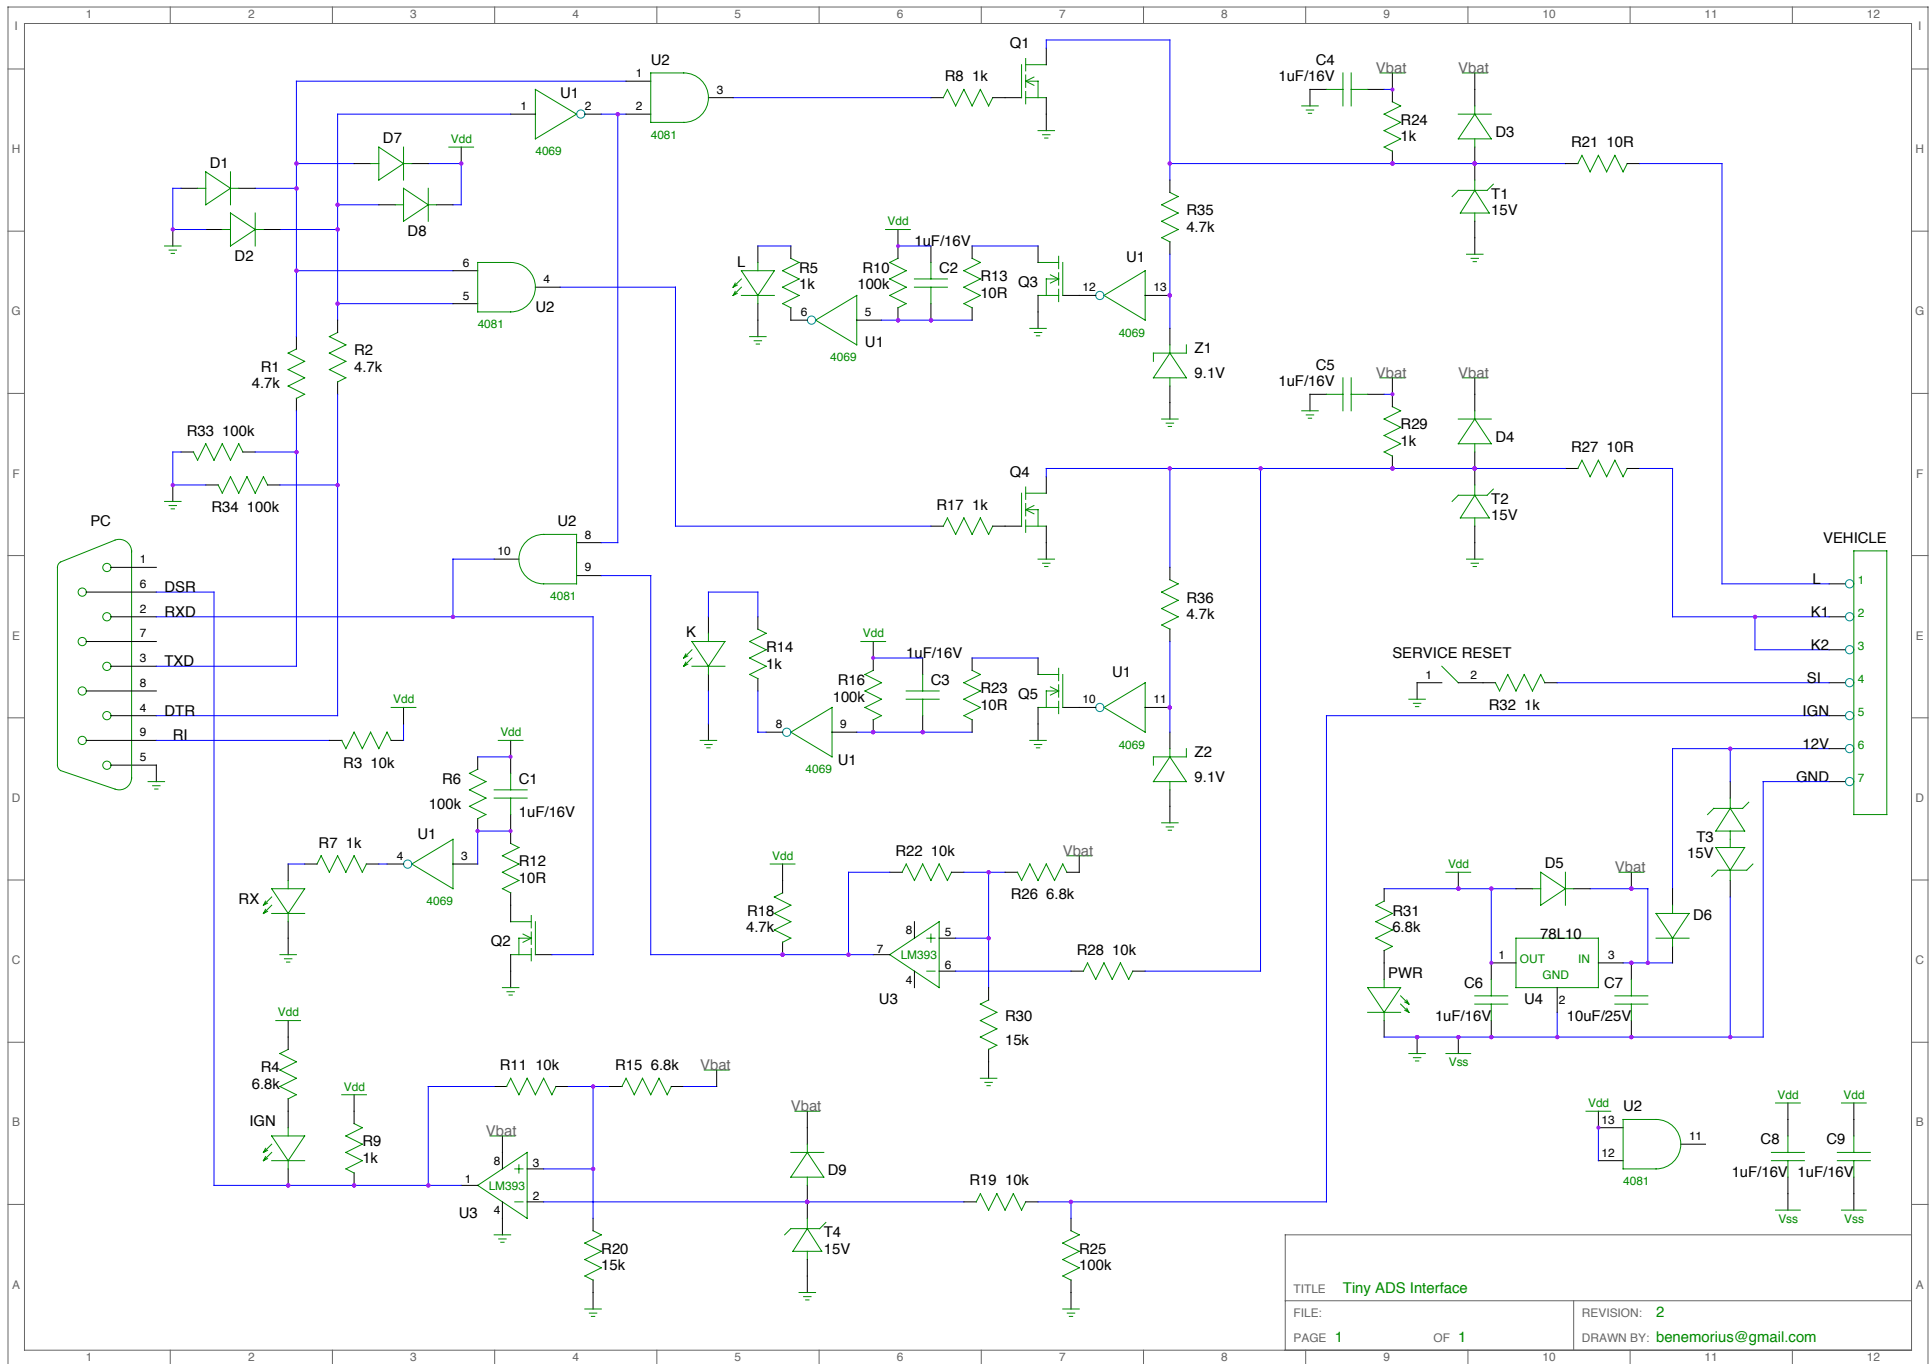 1 2 3 4 5 6 7 8 9 10 11 12
I I
H H
G G
F F
E E
D D
C C
B B
A A
U2
1
2
3
4081
U1
1
2
4069
R8 1k
Q1
C4
1uF/16V
Vbat
R24
1k
Vbat
D3
R21 10R
T1
15V
D7
Vdd
D1
D2
D8
6
5
4
U2
4081
R1
4.7k
R2
4.7k
L
R5
1k
Vdd
1uF/16V
R10
100k
C2
R13
10R
Q3
U1
12
13
4069
6
5
U1
4069
R35
4.7k
Z1
9.1V
C5
1uF/16V
Vbat
R29
1k
Vbat
D4
R27 10R
T2
15V
R33 100k
R34 100k
Q4
R17 1k
U2
10
8
9
4081
PC
1
6 DSR
2 RXD
7
3 TXD
8
4 DTR
9 RI
5
R3 10k
Vdd
K
R14
1k
Vdd
1uF/16V
R16
100k
C3
R23
10R
Q5
U1
10
11
4069
8
9
U1
4069
R36
4.7k
Z2
9.1V
VEHICLE
L 1
K1 2
K2 3
SI 4
IGN 5
12V 6
GND 7
SERVICE RESET
1
2
R32 1k
Vdd
R6
100k
C1
1uF/16V
R7 1k
U1
4
3
4069
R12
10R
RX
Q2
Vdd
R18
4.7k
R22 10k
Vbat
R26 6.8k
7
8
5
+
LM393
-
6
4
U3
R28 10k
R30
15k
T3
15V
Vdd
D5
Vbat
R31
6.8k
D6
78L10
1
OUT
IN
3
GND
U4
2
PWR
C6
1uF/16V
C7
10uF/25V
Vss
Vdd
R4
6.8k
IGN
Vdd
R9
1k
R11 10k
R15 6.8k
Vbat
Vbat
8
3
+
1
LM393
-
2
U3
4
R20
15k
Vbat
D9
T4
15V
R19 10k
R25
100k
Vdd
U2
13
12
11
4081
Vdd
C8
1uF/16V
Vss
Vdd
C9
1uF/16V
Vss
TITLE Tiny ADS Interface
FILE:
REVISION: 2
PAGE 1 OF 1
DRAWN BY: benemorius@gmail.com